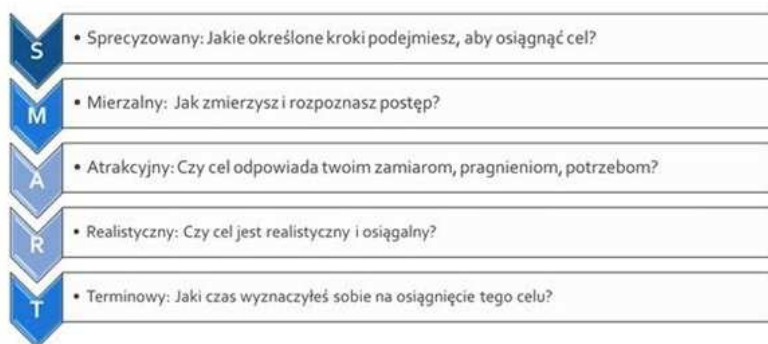 S
• Sprecyzowany: Jakie określone kroki podejmiesz, aby osiągnąć cel?
M
• Mierzalny: Jak zmierzysz i rozpoznasz postęp?
A
• Atrakcyjny: Czy cel odpowiada twoim zamiarom, pragnieniom, potrzebom?
R
• Realistyczny: Czy cel jest realistyczny i osiągalny?
T
• Terminowy: Jaki czas wyznaczyłeś sobie na osiągnięcie tego celu?